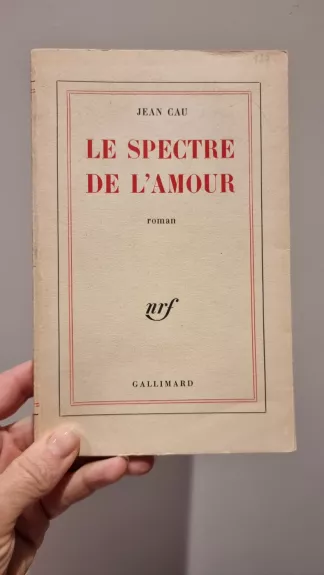 JEAN CAU
LE SPECTRE
DE L'AMOUR
roman
nrf
GALLIMARD